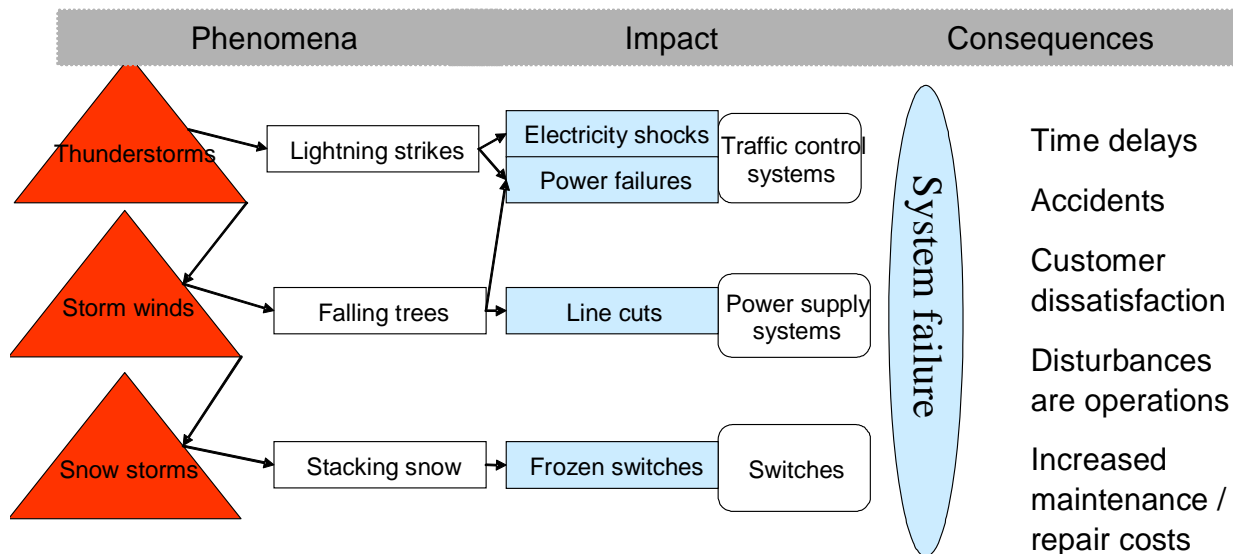 Phenomena Impact Consequences
Thunderstorms
Lightning strikes
Electricity shocks
Power failures
Traffic control
systems
Storm winds
Falling trees
Line cuts
Power supply
systems
Snow storms
Stacking snow
Frozen switches
Switches
System failure
Time delays
Accidents
Customer
dissatisfaction
Disturbances
are operations
Increased
maintenance /
repair costs